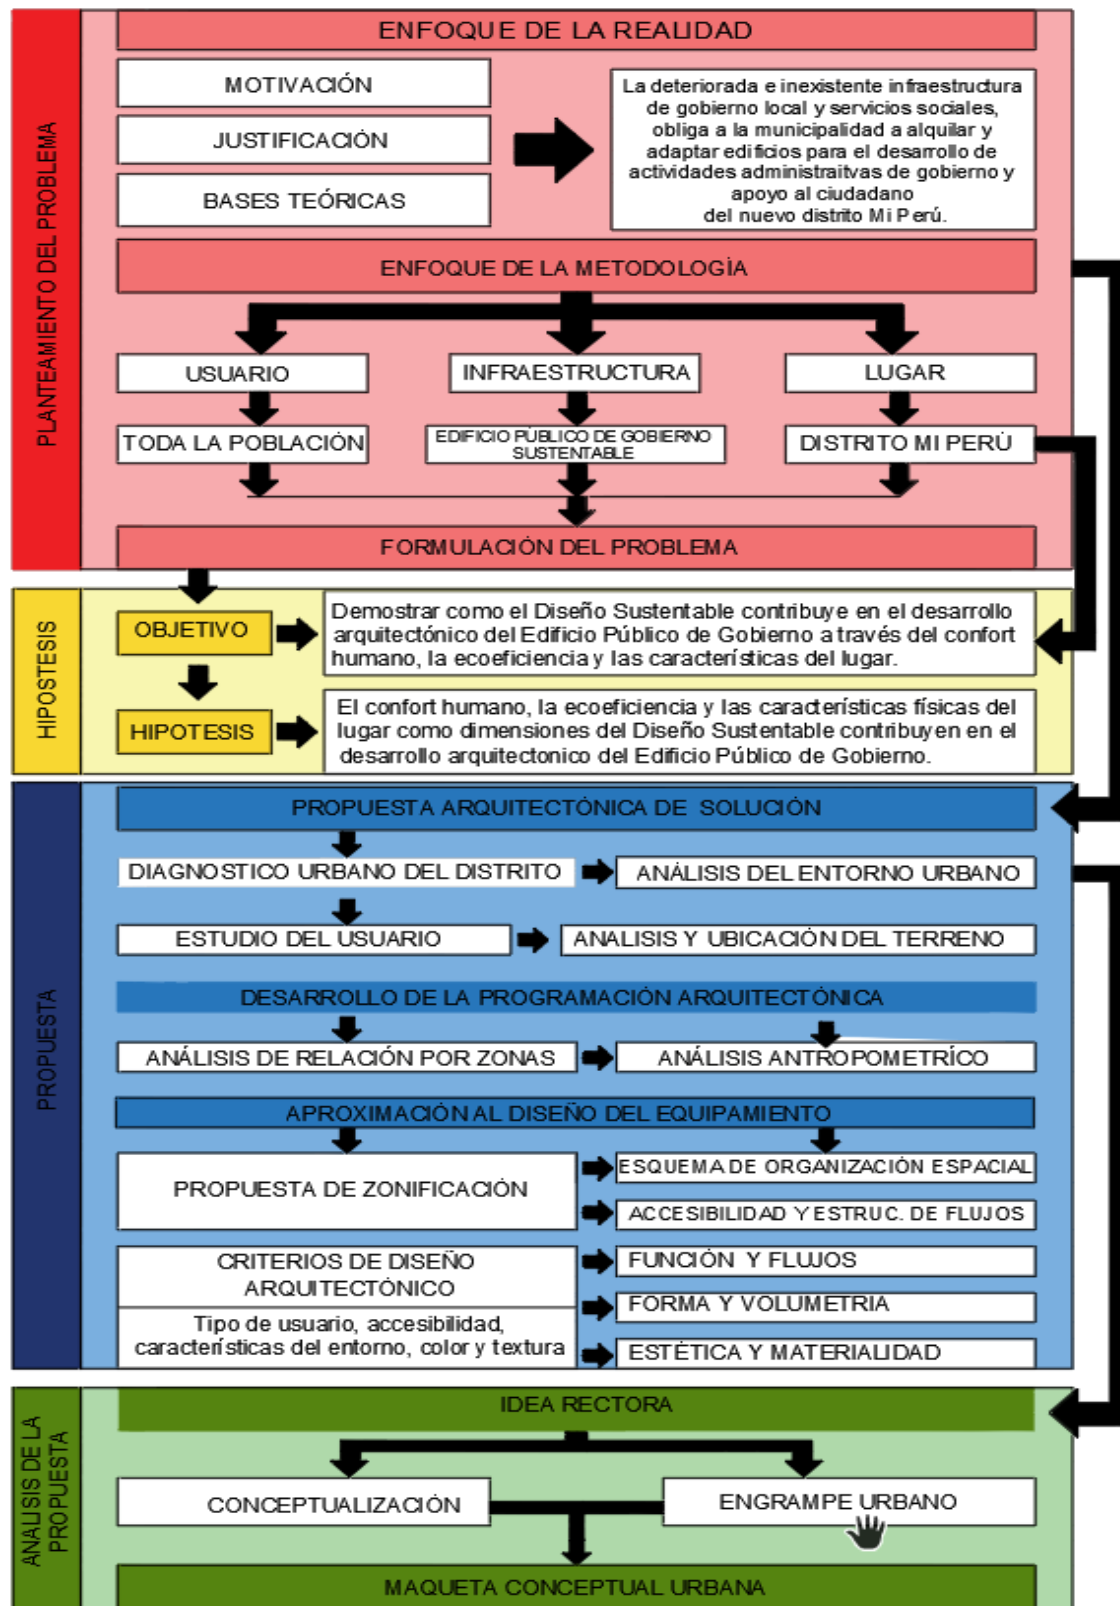 PLANTEAMIENTO DEL PROBLEMA
ENFOQUE DE LA REALIDAD
MOTIVACIÓN
JUSTIFICACIÓN
BASES TEÓRICAS
La deteriorada e inexistente infraestructura
de gobierno local y servicios sociales,
obliga a la municipalidad a alquilar y
adaptar edificios para el desarrollo de
actividades administraitvas de gobierno y
apoyo al ciudadano
del nuevo distrito Mi Perú.
ENFOQUE DE LA METODOLOGÍA
USUARIO
INFRAESTRUCTURA
LUGAR
TODA LA POBLACIÓN
EDIFICIO PÚBLICO DE GOBIERNO
SUSTENTABLE
DISTRITO MI PERÚ
FORMULACIÓN DEL PROBLEMA
HIPOSTESIS
OBJETIVO
Demostrar como el Diseño Sustentable contribuye en el desarrollo
arquitectónico del Edificio Público de Gobierno a través del confort
humano, la ecoeficiencia y las características del lugar.
HIPOTESIS
El confort humano, la ecoeficiencia y las características físicas del
lugar como dimensiones del Diseño Sustentable contribuyen en el
desarrollo arquitectonico del Edificio Público de Gobierno.
PROPUESTA
PROPUESTA ARQUITECTÓNICA DE SOLUCIÓN
DIAGNOSTICO URBANO DEL DISTRITO
ANÁLISIS DEL ENTORNO URBANO
ESTUDIO DEL USUARIO
ANALISIS Y UBICACIÓN DEL TERRENO
DESARROLLO DE LA PROGRAMACIÓN ARQUITECTÓNICA
ANÁLISIS DE RELACIÓN POR ZONAS
ANÁLISIS ANTROPOMETRÍCO
APROXIMACIÓN AL DISEÑO DEL EQUIPAMIENTO
PROPUESTA DE ZONIFICACIÓN
ESQUEMA DE ORGANIZACIÓN ESPACIAL
ACCESIBILIDAD Y ESTRUC. DE FLUJOS
CRITERIOS DE DISEÑO
ARQUITECTÓNICO
Tipo de usuario, accesibilidad,
características del entorno, color y textura
FUNCIÓN Y FLUJOS
FORMA Y VOLUMETRIA
ESTÉTICA Y MATERIALIDAD
ANALISIS DE LA
PROPUESTA
IDEA RECTORA
CONCEPTUALIZACIÓN
ENGRAMPE URBANO
MAQUETA CONCEPTUAL URBANA